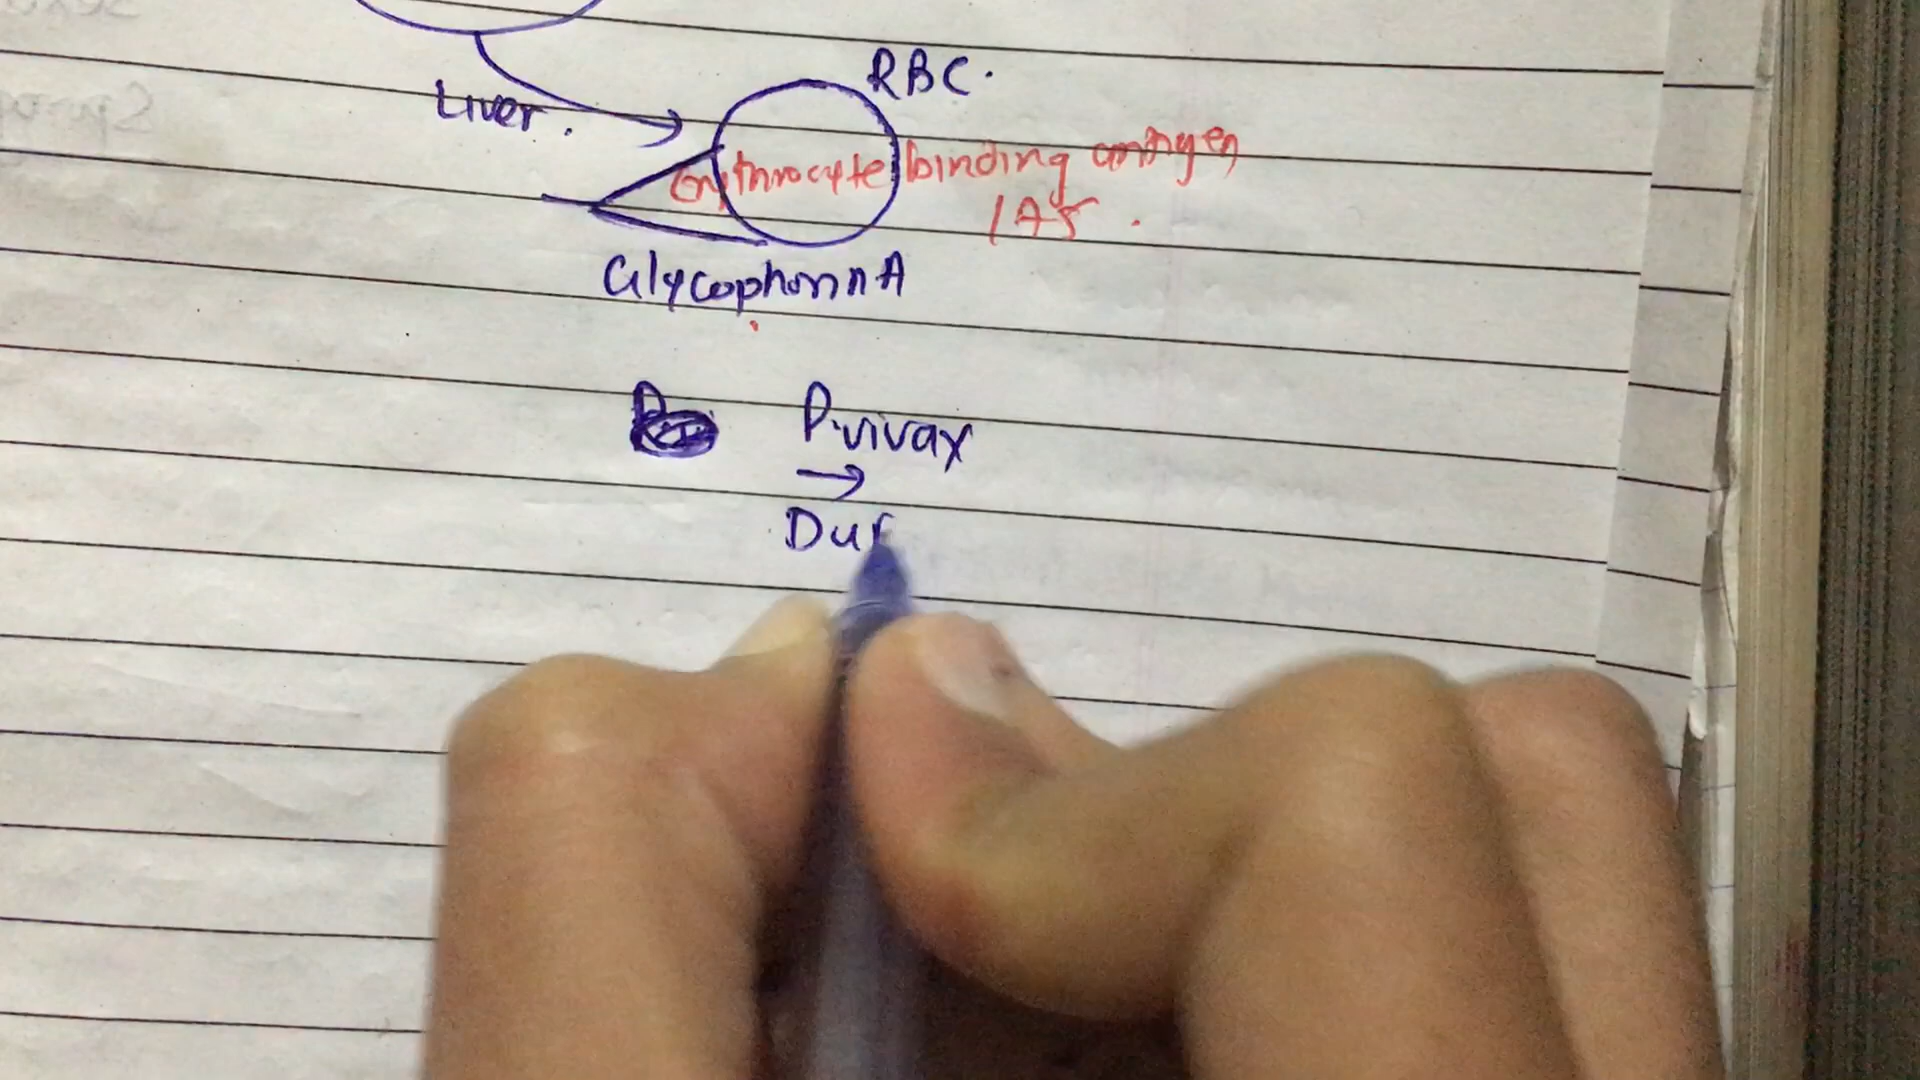 RBC.
Liver.
Erythrocyte binding antigen
175.
Glycophorin A
P.vivax
→
Duf